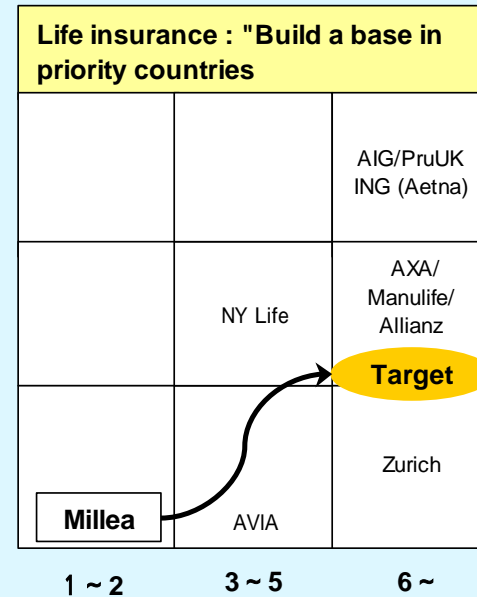 Life insurance : "Build a base in
priority countries
AIG/PruUK
ING (Aetna)
NY Life
AXA/
Manulife/
Allianz
Target
Zurich
Millea
AVIA
1 ~ 2
3 ~ 5
6 ~